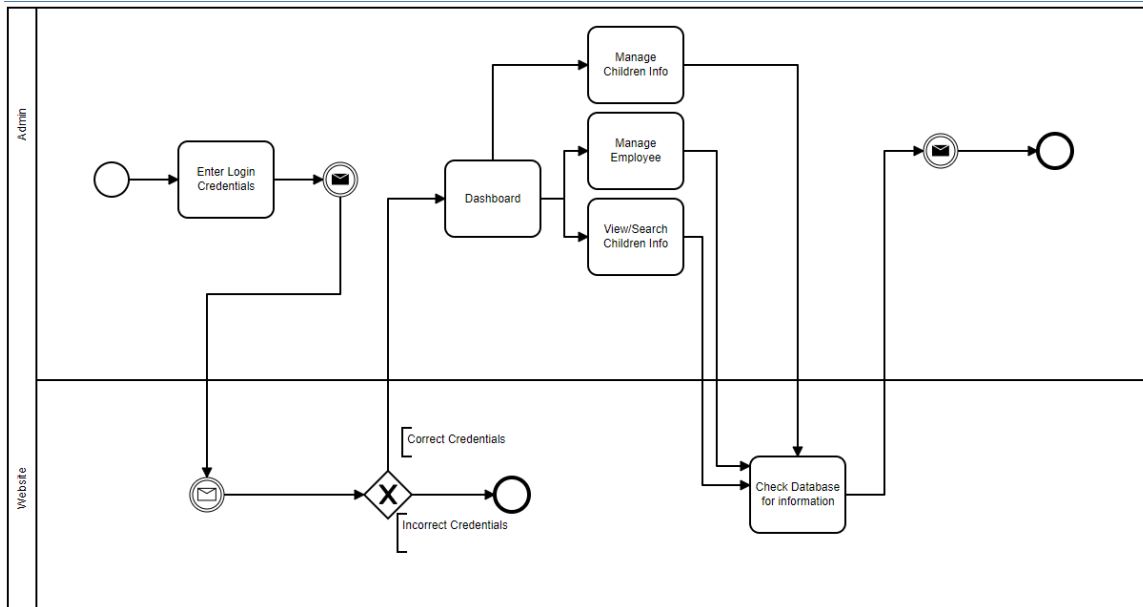 Admin
Enter Login
Credentials
Dashboard
Manage
Children Info
Manage
Employee
View/Search
Children Info
Website
Correct Credentials
Incorrect Credentials
Check Database
for information